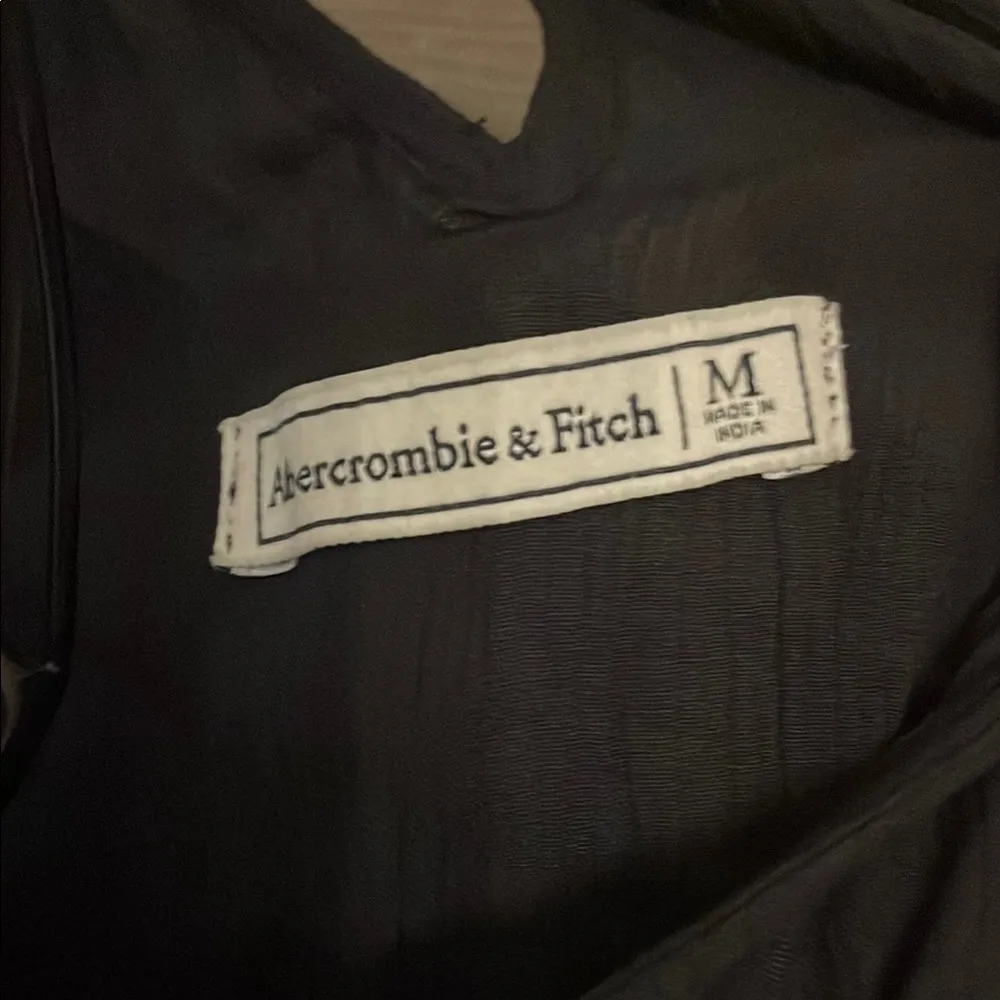 Abercrombie & Fitch
M
MADE IN
INDIA